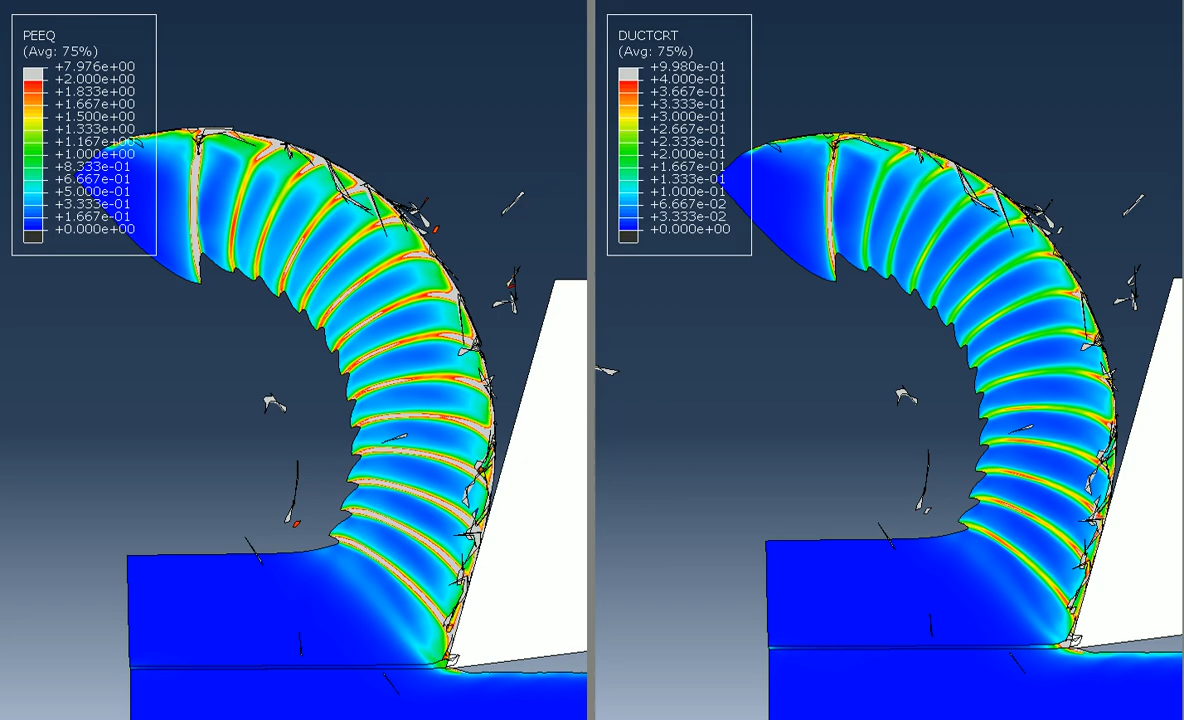 PEEQ
(Avg: 75%)
+7.976e+00
+2.000e+00
+1.833e+00
+1.667e+00
+1.500e+00
+1.333e+00
+1.167e+00
+1.000e+00
+8.333e-01
+6.667e-01
+5.000e-01
+3.333e-01
+1.667e-01
+0.000e+00
DUCTCRT
(Avg: 75%)
+9.980e-01
+4.000e-01
+3.667e-01
+3.333e-01
+3.000e-01
+2.667e-01
+2.333e-01
+2.000e-01
+1.667e-01
+1.333e-01
+1.000e-01
+6.667e-02
+3.333e-02
+0.000e+00